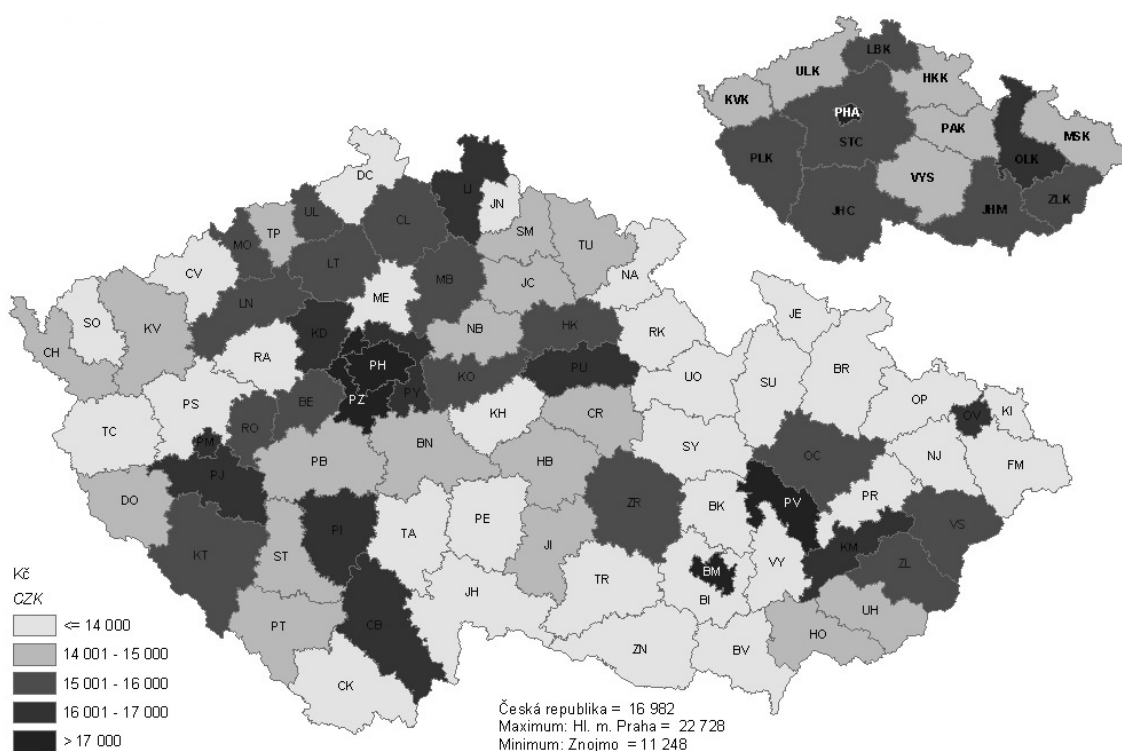 LBK
ULK
HKK
KVK
PHA
PAK
MSK
STC
PLK
OLK
VYS
ZLK
JHC
JHM
DC
LI
JN
UL
CL
TP
SM
TU
MO
CV
LT
NA
MB
JC
ME
JE
LN
SO
KV
NB
HK
KD
RK
CH
RA
PH
PU
BR
KO
UO
SU
PY
PZ
BE
OP
KI
PS
KH
CR
OV
RO
TC
PM
BN
SY
OC
NJ
PB
HB
FM
PJ
DO
PR
PV
ZR
BK
VS
PI
TA
PE
KM
JI
KT
ST
ZL
BM
VY
TR
JH
BI
UH
CB
PT
HO
ZN
BV
CK
Kč
CZK
<= 14 000
14 001 - 15 000
15 001 - 16 000
16 001 - 17 000
> 17 000
Česká republika = 16 982
Maximum: Hl. m. Praha = 22 728
Minimum: Znojmo = 11 248